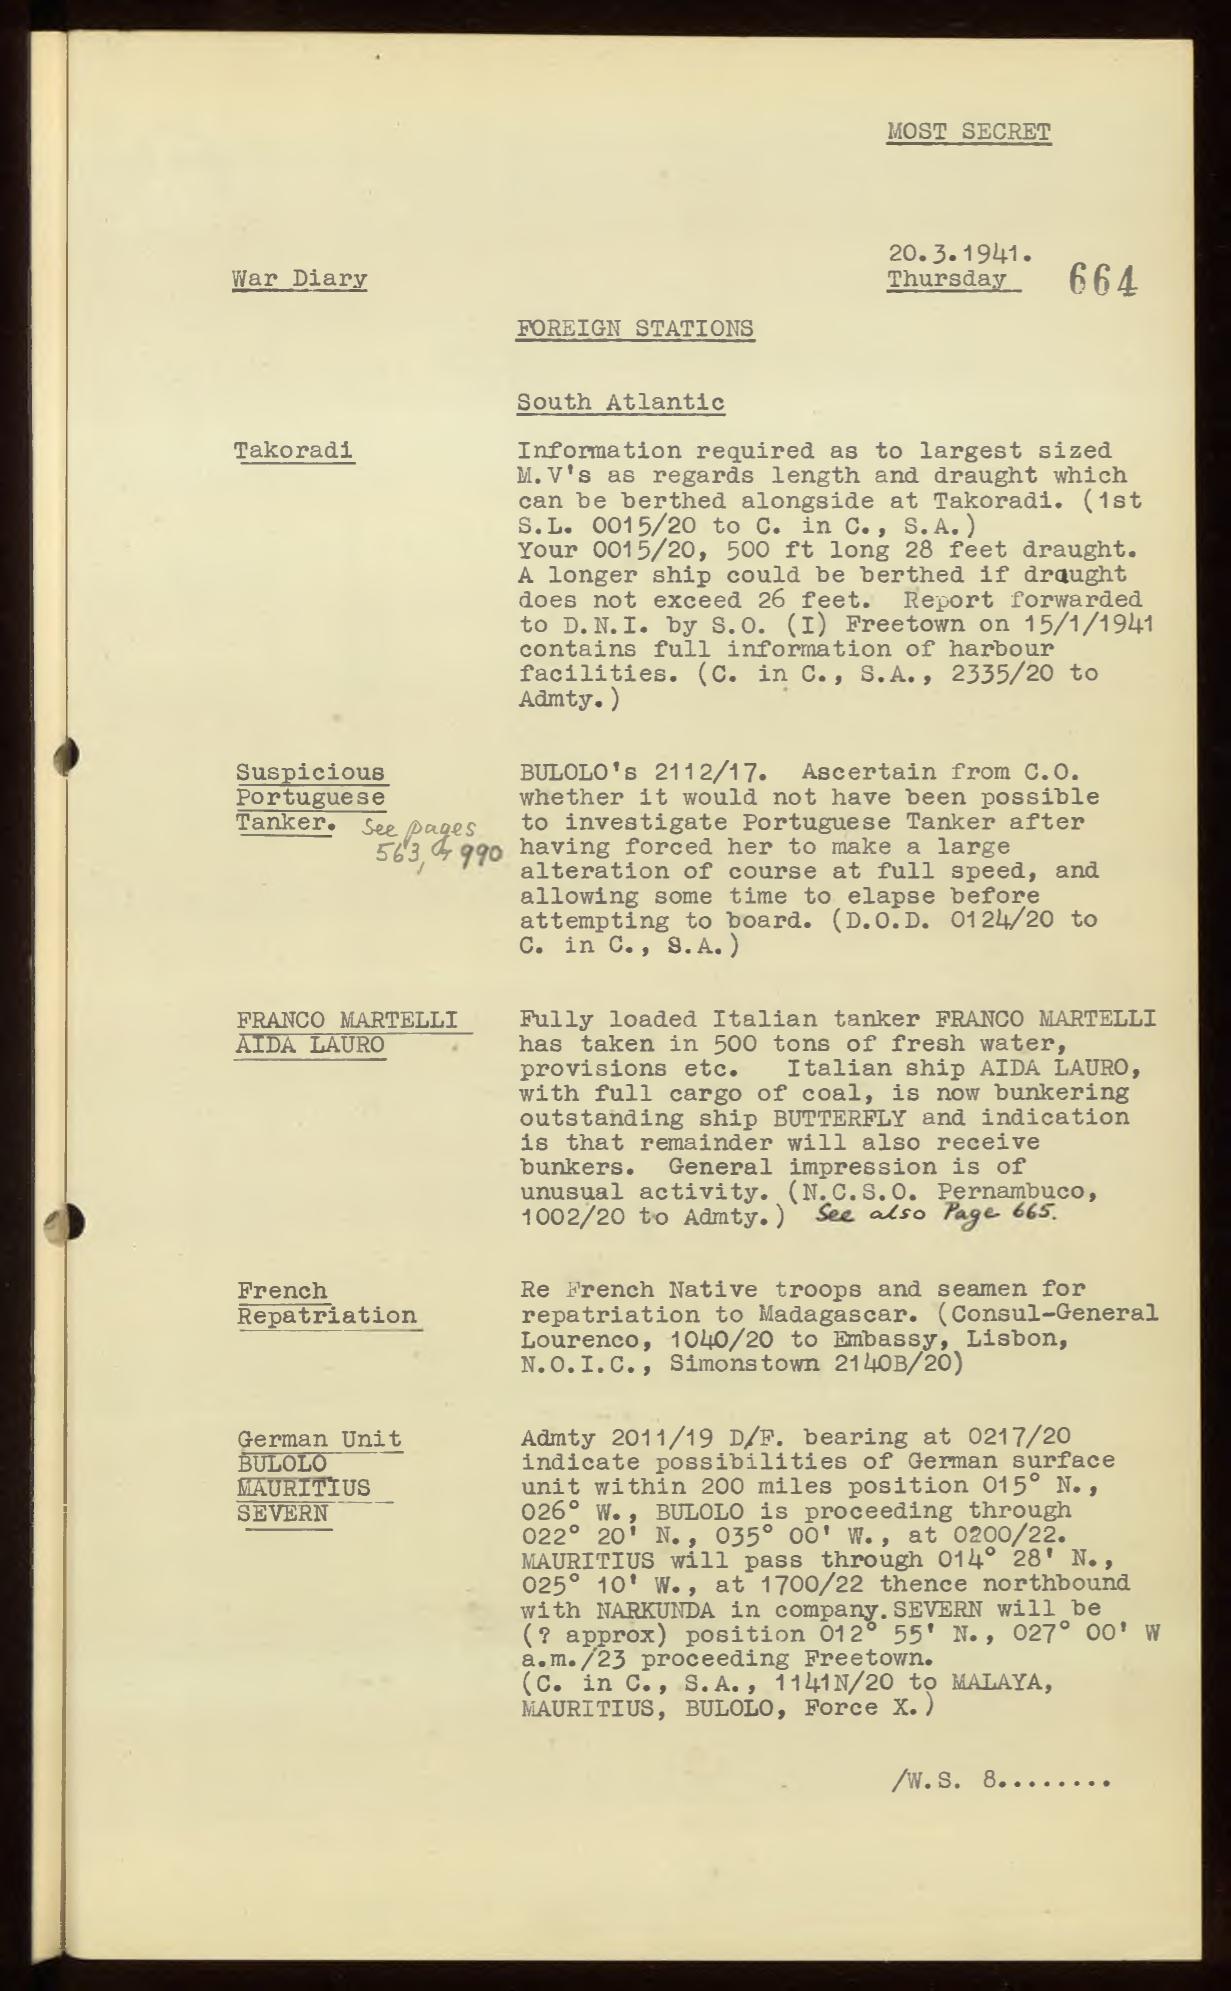 MOST SECRET
20.3.1941.
War Diary
Thursday
664
FOREIGN STATIONS
South Atlantic
Takoradi
Information required as to largest sized
M.V's as regards length and draught which
can be berthed alongside at Takoradi. (1st
S.L. 0015/20 to C. in C., S.A.)
Your 0015/20, 500 ft long 28 feet draught.
A longer ship could be berthed if draught
does not exceed 26 feet. Report forwarded
to D.N.I. by S.O. (I) Freetown on 15/1/1941
contains full information of harbour
facilities. (C. in C., S.A., 2335/20 to
Admty.)
Suspicious
Portuguese
Tanker.
See pages
563, & 990
BULOLO's 2112/17. Ascertain from C.O.
whether it would not have been possible
to investigate Portuguese Tanker after
having forced her to make a large
alteration of course at full speed, and
allowing some time to elapse before
attempting to board. (D.O.D. 0124/20 to
C. in C., S.A.)
FRANCO MARTELLI
AIDA LAURO
Fully loaded Italian tanker FRANCO MARTELLI
has taken in 500 tons of fresh water,
provisions etc. Italian ship AIDA LAURO,
with full cargo of coal, is now bunkering
outstanding ship BUTTERFLY and indication
is that remainder will also receive
bunkers. General impression is of
unusual activity. (N.C.S.O. Pernambuco,
1002/20 to Admty.) See also Page 665.
French
Repatriation
Re French Native troops and seamen for
repatriation to Madagascar. (Consul-General
Lourenco, 1040/20 to Embassy, Lisbon,
N.O.I.C., Simonstown 2140B/20)
German Unit
BULOLO
MAURITIUS
SEVERN
Admty 2011/19 D/F. bearing at 0217/20
indicate possibilities of German surface
unit within 200 miles position 015° N.,
026° W., BULOLO is proceeding through
022° 20' N., 035° 00' W., at 0200/22.
MAURITIUS will pass through 014° 28' N.,
025° 10' W., at 1700/22 thence northbound
with NARKUNDA in company. SEVERN will be
(? approx) position 012° 55' N., 027° 00' W
a.m./23 proceeding Freetown.
(C. in C., S.A., 1141N/20 to MALAYA,
MAURITIUS, BULOLO, Force X.)
/W.S. 8........